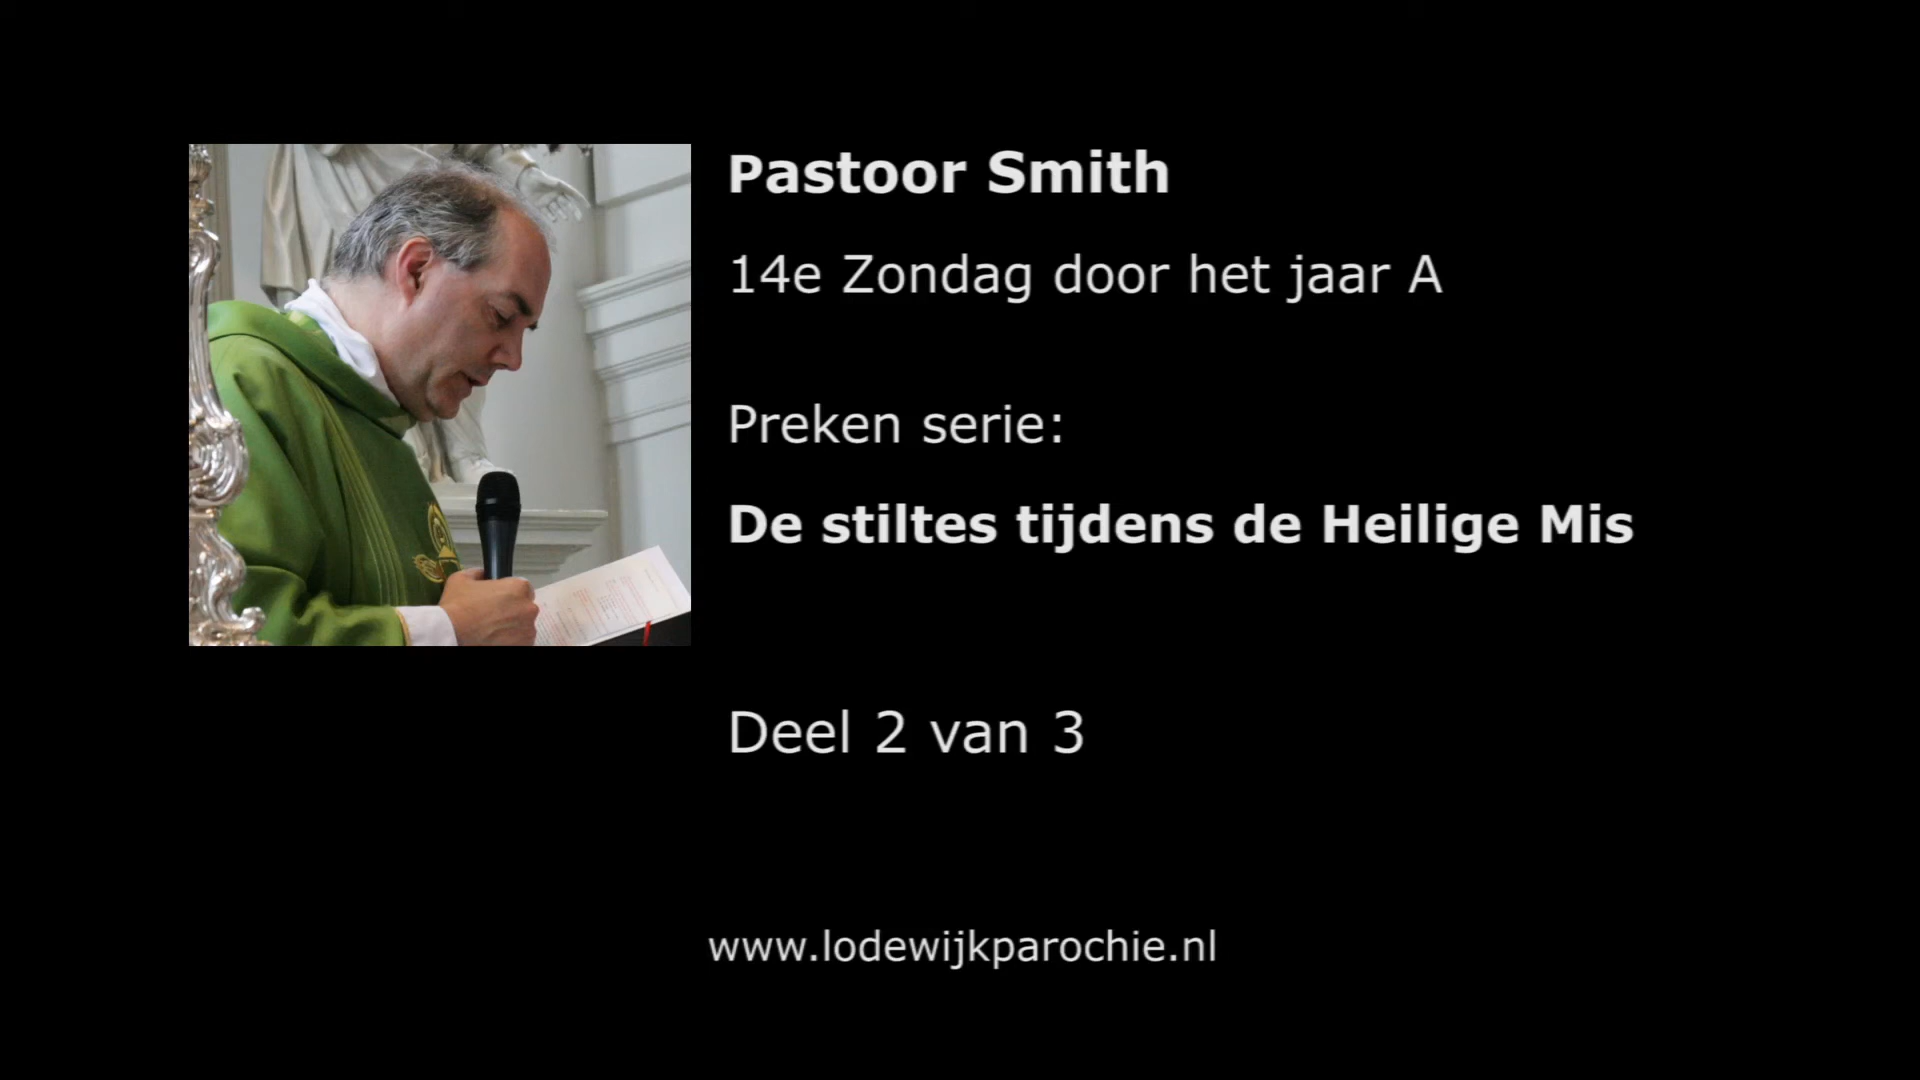 Pastoor Smith
14e Zondag door het jaar A
Preken serie:
De stiltes tijdens de Heilige Mis
Deel 2 van 3
www.lodewijkparochie.nl